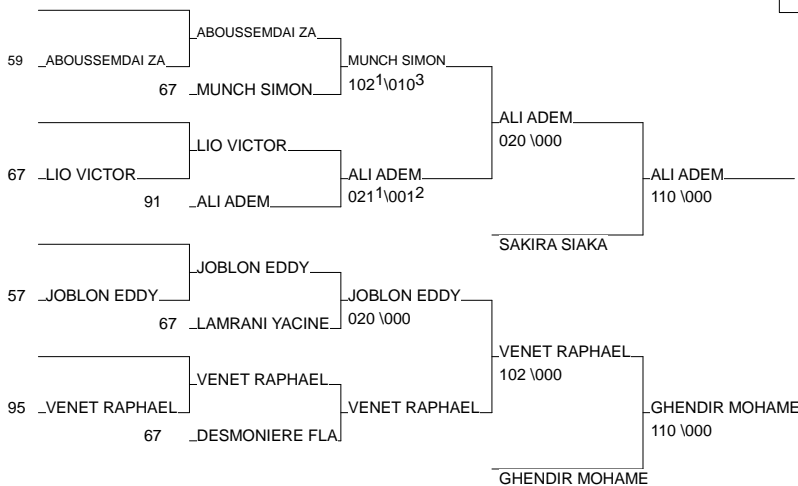 ABOUSSEMDAI ZA
59 ABOUSSEMDAI ZA MUNCH SIMON
67 MUNCH SIMON 102¹\010³
ALI ADEM
020 \000
LIO VICTOR
67 LIO VICTOR ALI ADEM ALI ADEM
91 ALI ADEM 021¹\001² 110 \000
SAKIRA SIAKA
JOBLON EDDY
57 JOBLON EDDY JOBLON EDDY
67 LAMRANI YACINE 020 \000
VENET RAPHAEL
102 \000
VENET RAPHAEL
95 VENET RAPHAEL VENET RAPHAEL GHENDIR MOHAME
67 DESMONIERE FLA 110 \000
GHENDIR MOHAME